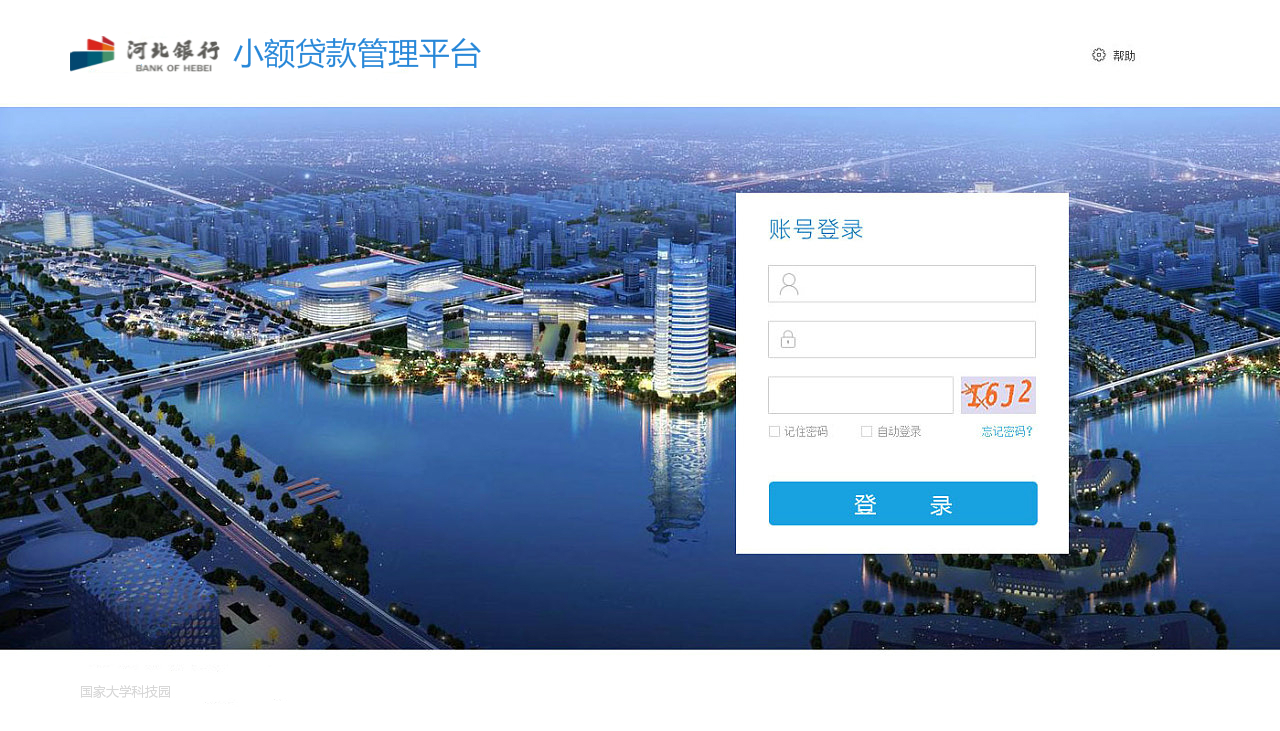 河北银行
BANK OF HEBEI
小额贷款管理平台
帮助
账号登录
I6J2
记住密码
自动登录
忘记密码?
登 录
国家大学科技园